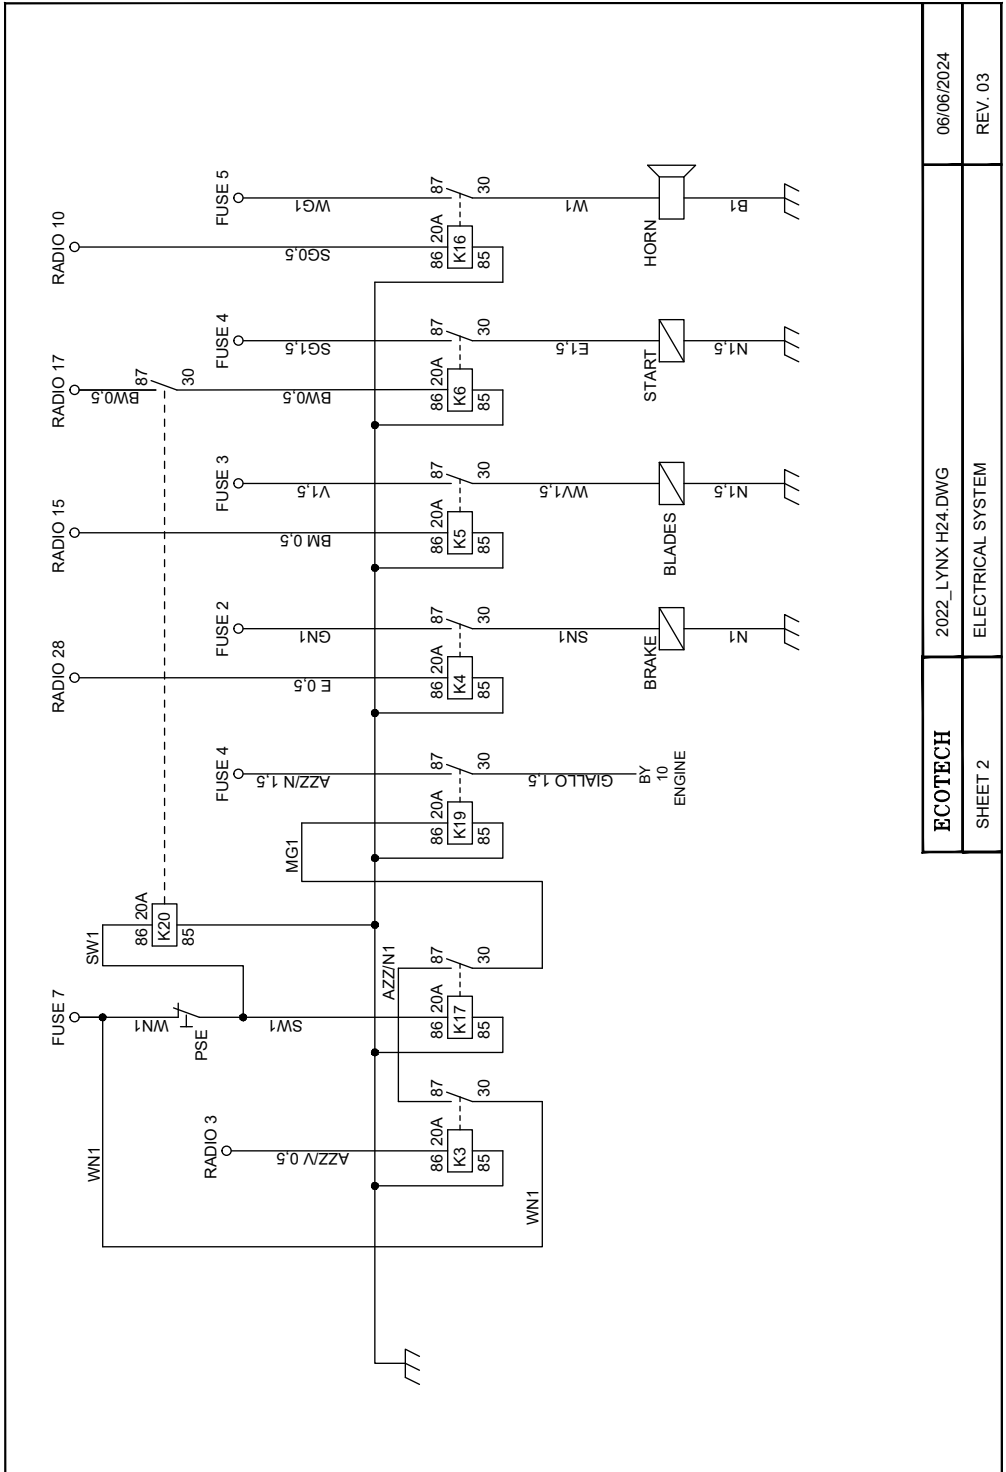 FUSE 7
RADIO 28
RADIO 15
RADIO 17
RADIO 10
WN1
SW1
86 20A
K20
85
BW0,5
87
30
WN1
PSE
RADIO 3
FUSE 4
FUSE 2
FUSE 3
FUSE 4
FUSE 5
SW1
MG1
AZZ/V 0,5
AZZ/N 1,5
E 0,5
GN1
BM 0,5
V1,5
BW0,5
SG1,5
SG0,5
WG1
AZZ/N1
86 20A
87
K3
85
30
86 20A
87
K17
85
30
86 20A
87
K19
85
30
86 20A
87
K4
85
30
86 20A
87
K5
85
30
86 20A
87
K6
85
30
86 20A
87
K16
85
30
WN1
GIALLO 1,5
SN1
WV1,5
E1,5
W1
BY
10
ENGINE
BRAKE
BLADES
START
HORN
N1
N1,5
N1,5
B1
ECOTECH
2022_LYNX H24.DWG
06/06/2024
SHEET 2
ELECTRICAL SYSTEM
REV. 03